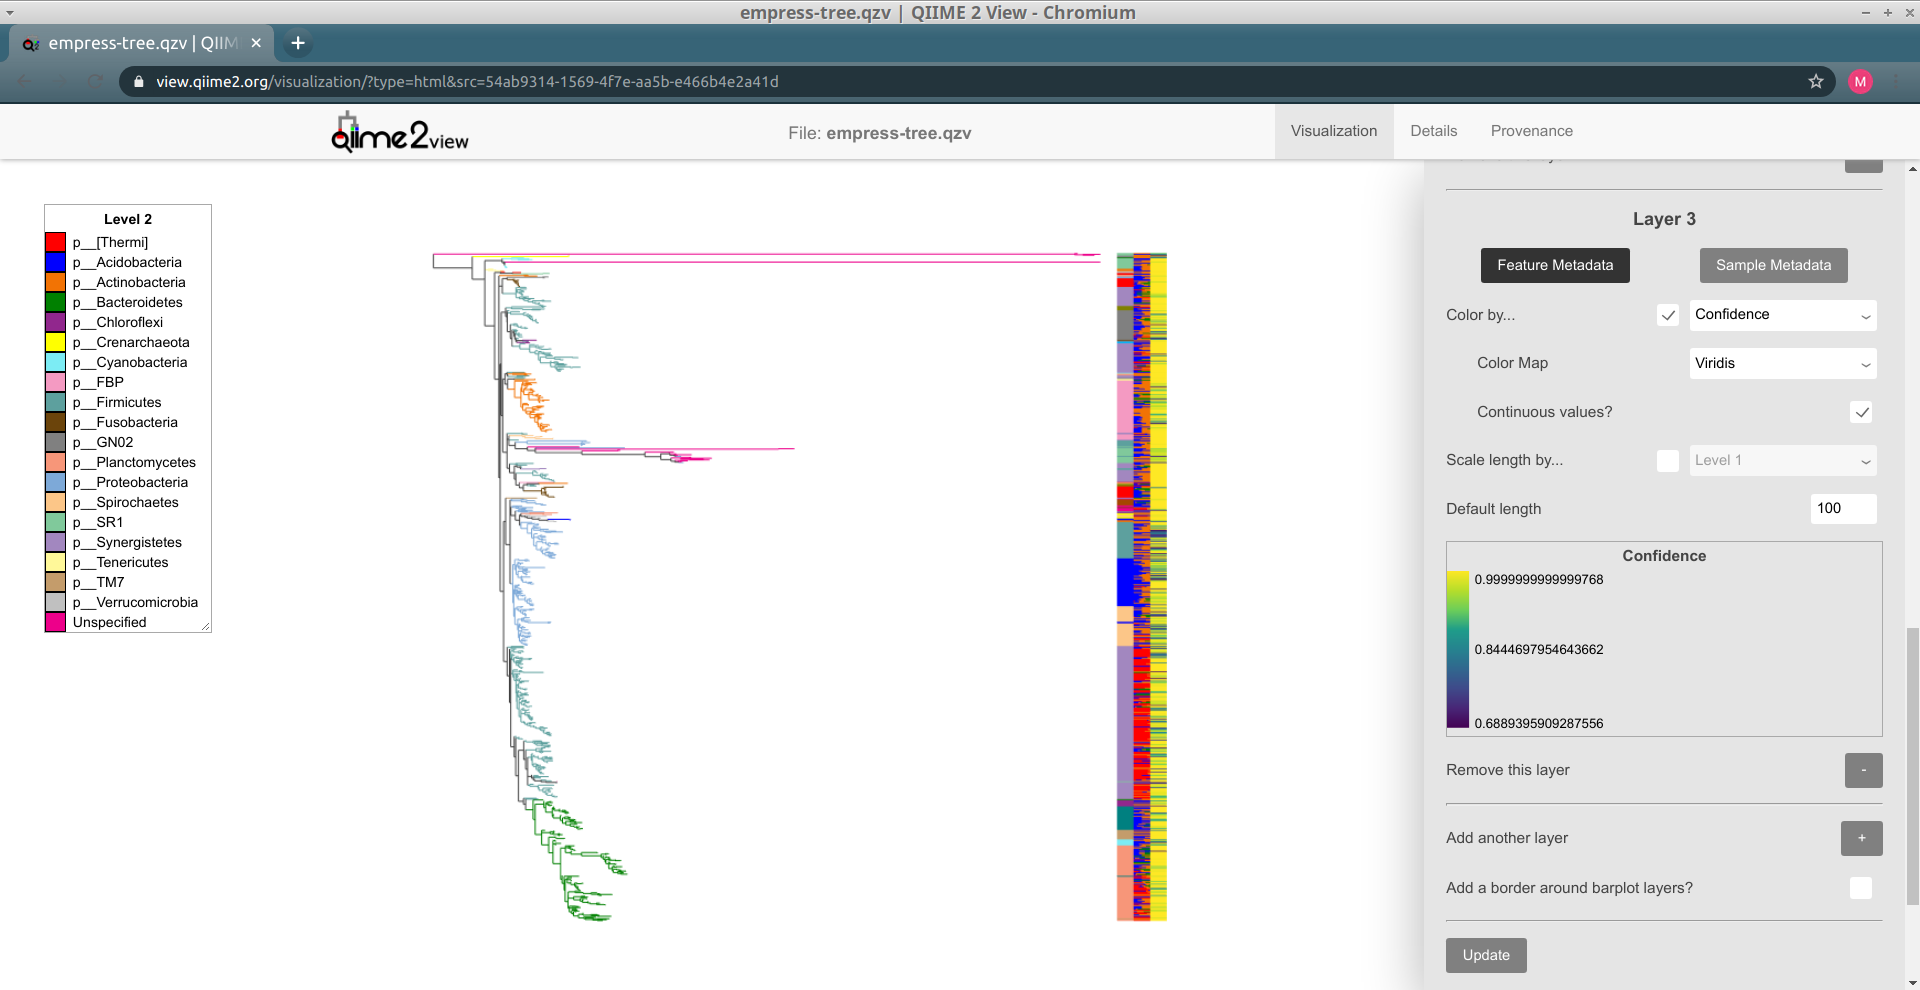 empress-tree.qzv | QIIME 2 View - Chromium
empress-tree.qzv | QIIM
view.qiime2.org/visualization/?type=html&src=54ab9314-1569-4f7e-aa5b-e466b4e2a41d
M
qiime2view
File: empress-tree.qzv
Visualization
Details
Provenance
Level 2
p__[Thermi]
p__Acidobacteria
p__Actinobacteria
p__Bacteroidetes
p__Chloroflexi
p__Crenarchaeota
p__Cyanobacteria
p__FBP
p__Firmicutes
p__Fusobacteria
p__GN02
p__Planctomycetes
p__Proteobacteria
p__Spirochaetes
p__SR1
p__Synergistetes
p__Tenericutes
p__TM7
p__Verrucomicrobia
Unspecified
Layer 3
Feature Metadata
Sample Metadata
Color by...
Confidence
Color Map
Viridis
Continuous values?
Scale length by...
Level 1
Default length
100
Confidence
0.9999999999999768
0.8444697954643662
0.6889395909287556
Remove this layer
-
Add another layer
+
Add a border around barplot layers?
Update